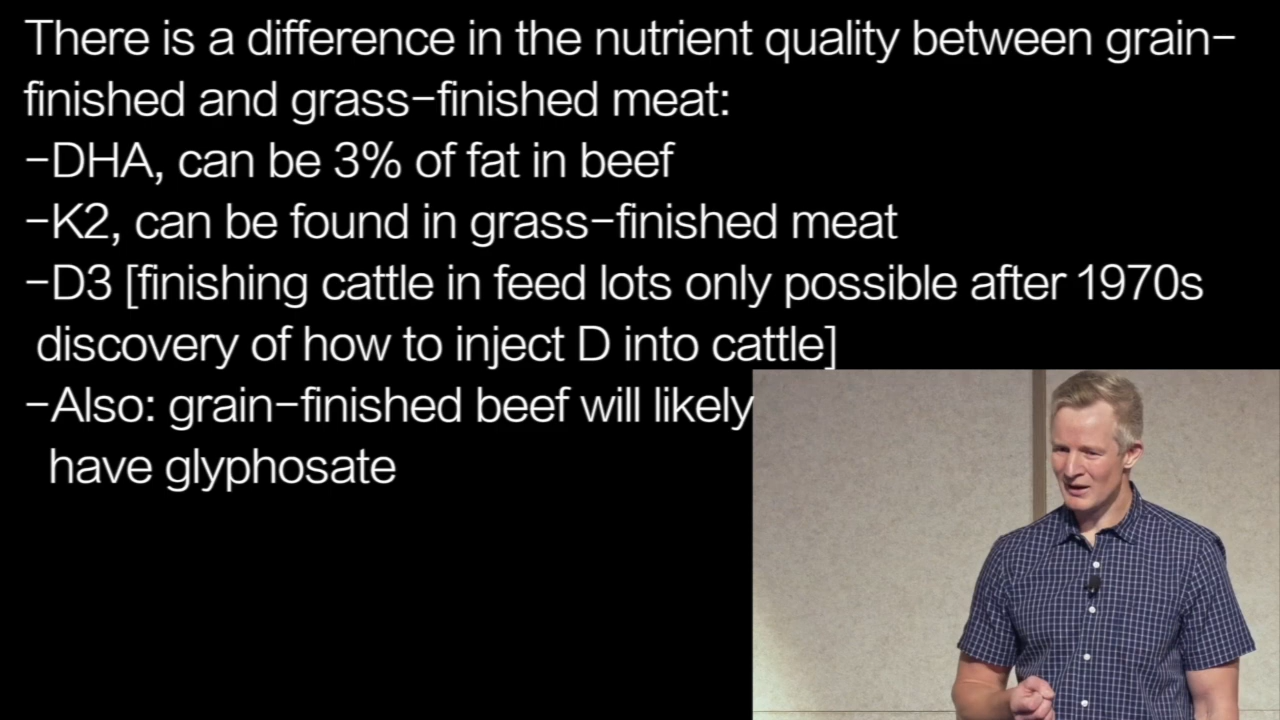 There is a difference in the nutrient quality between grain-
finished and grass-finished meat:
-DHA, can be 3% of fat in beef
-K2, can be found in grass-finished meat
-D3 [finishing cattle in feed lots only possible after 1970s
discovery of how to inject D into cattle]
-Also: grain-finished beef will likely
have glyphosate